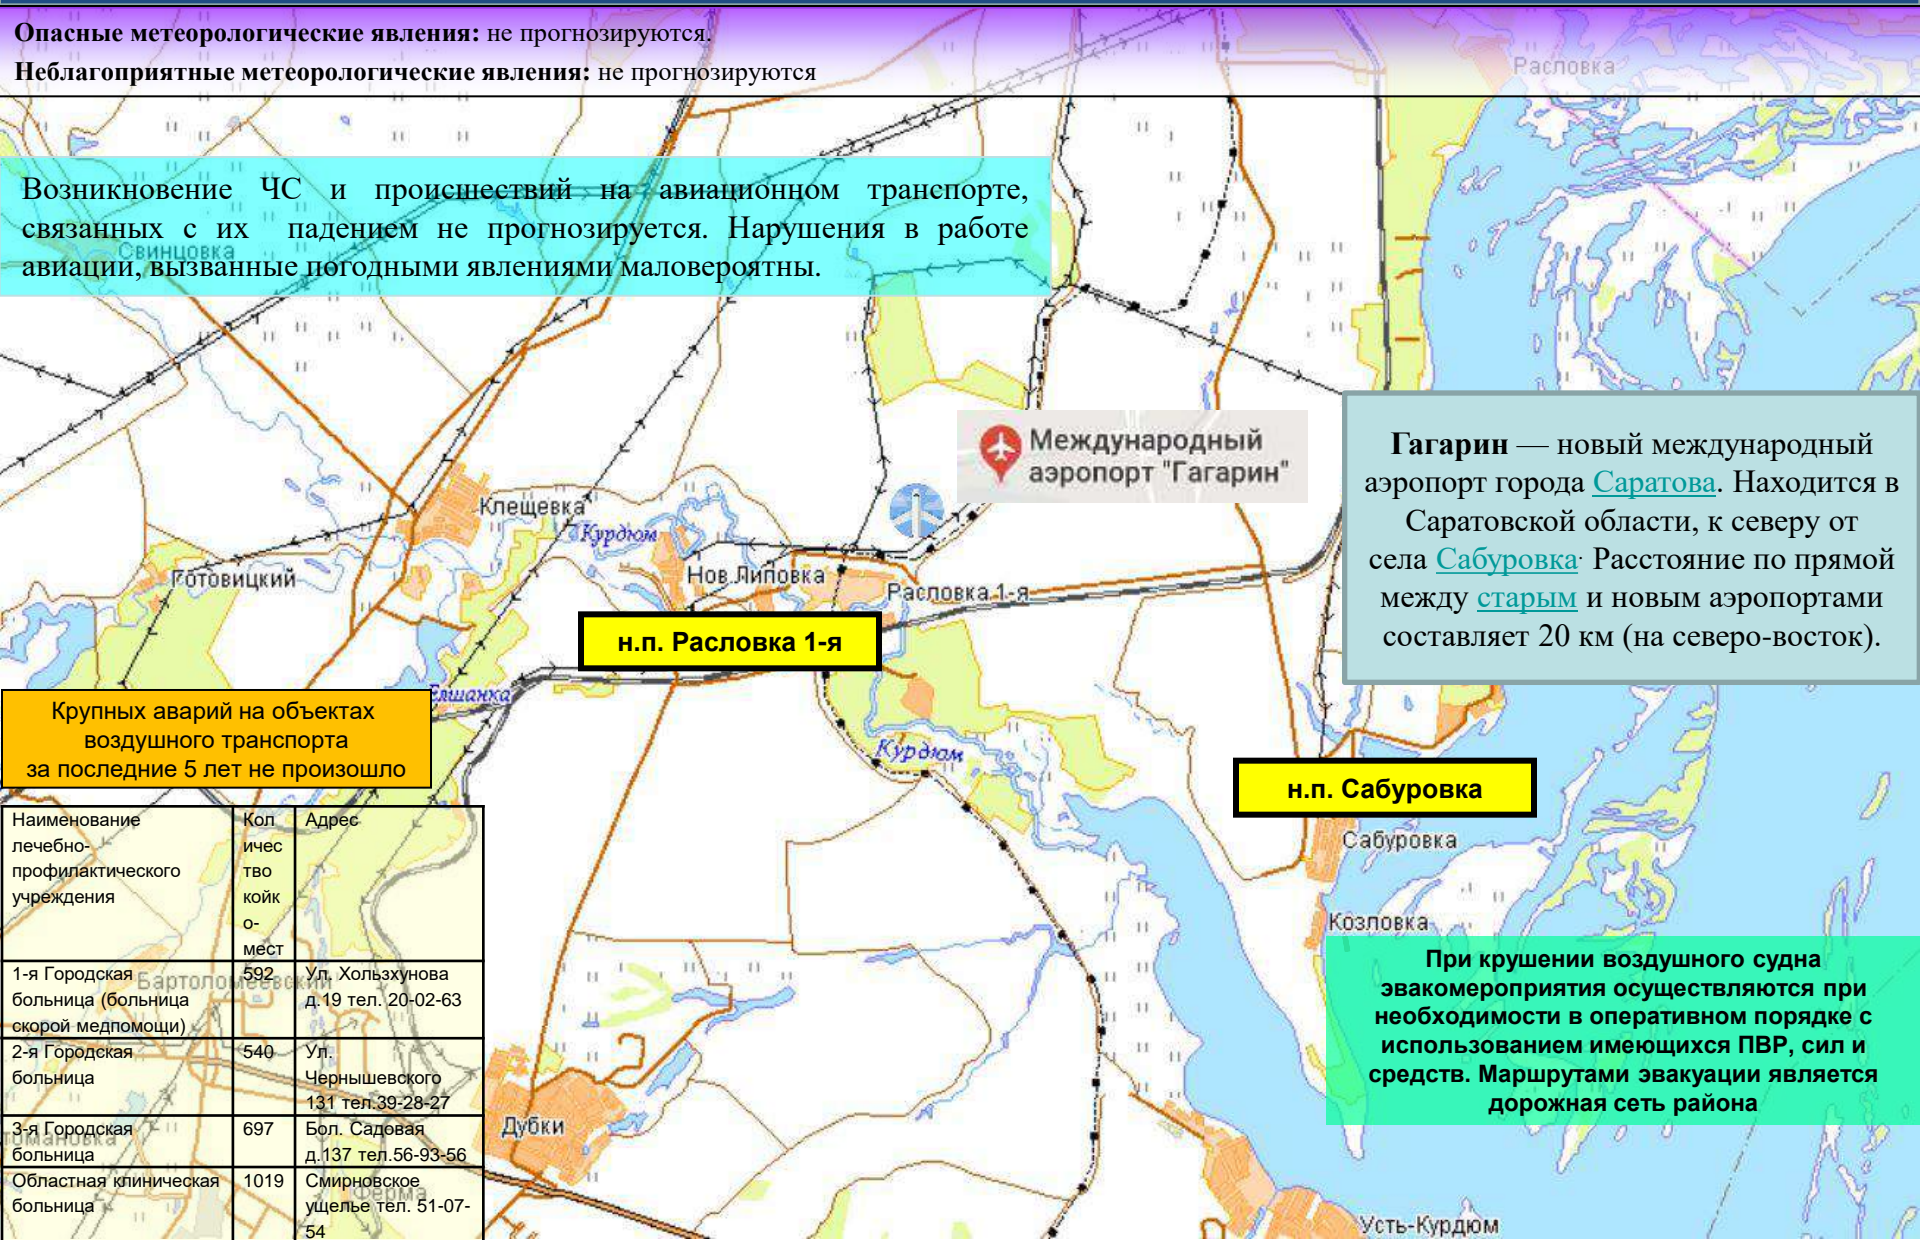 Опасные метеорологические явления: не прогнозируются.
Неблагоприятные метеорологические явления: не прогнозируются
Расловка
Возникновение ЧС и происшествий на авиационном транспорте,
связанных с их падением не прогнозируется. Нарушения в работе
авиации, вызванные погодными явлениями маловероятны.
Свинцовка
Международный
аэропорт "Гагарин"
Гагарин — новый международный
аэропорт города Саратова. Находится в
Саратовской области, к северу от
села Сабуровка. Расстояние по прямой
между старым и новым аэропортами
составляет 20 км (на северо-восток).
Клещевка
Курдюм
Готовицкий
Нов.Липовка
Расловка 1-я
н.п. Расловка 1-я
Елшанка
Крупных аварий на объектах
воздушного транспорта
за последние 5 лет не произошло
Курдюм
н.п. Сабуровка
Сабуровка
Козловка
Наименование
лечебно-
профилактического
учреждения
Кол
ичес
тво
койк
о-
мест
Адрес
1-я Городская
больница (больница
скорой медпомощи)
592
Ул. Хользхунова
д.19 тел. 20-02-63
Бартоломеевский
2-я Городская
больница
540
Ул.
Чернышевского
131 тел.39-28-27
3-я Городская
больница
697
Бол. Садовая
д.137 тел.56-93-56
Областная клиническая
больница
1019
Смирновское
ущелье тел. 51-07-
54
Ферма
Дубки
При крушении воздушного судна
эвакомероприятия осуществляются при
необходимости в оперативном порядке с
использованием имеющихся ПВР, сил и
средств. Маршрутами эвакуации является
дорожная сеть района
Усть-Курдюм